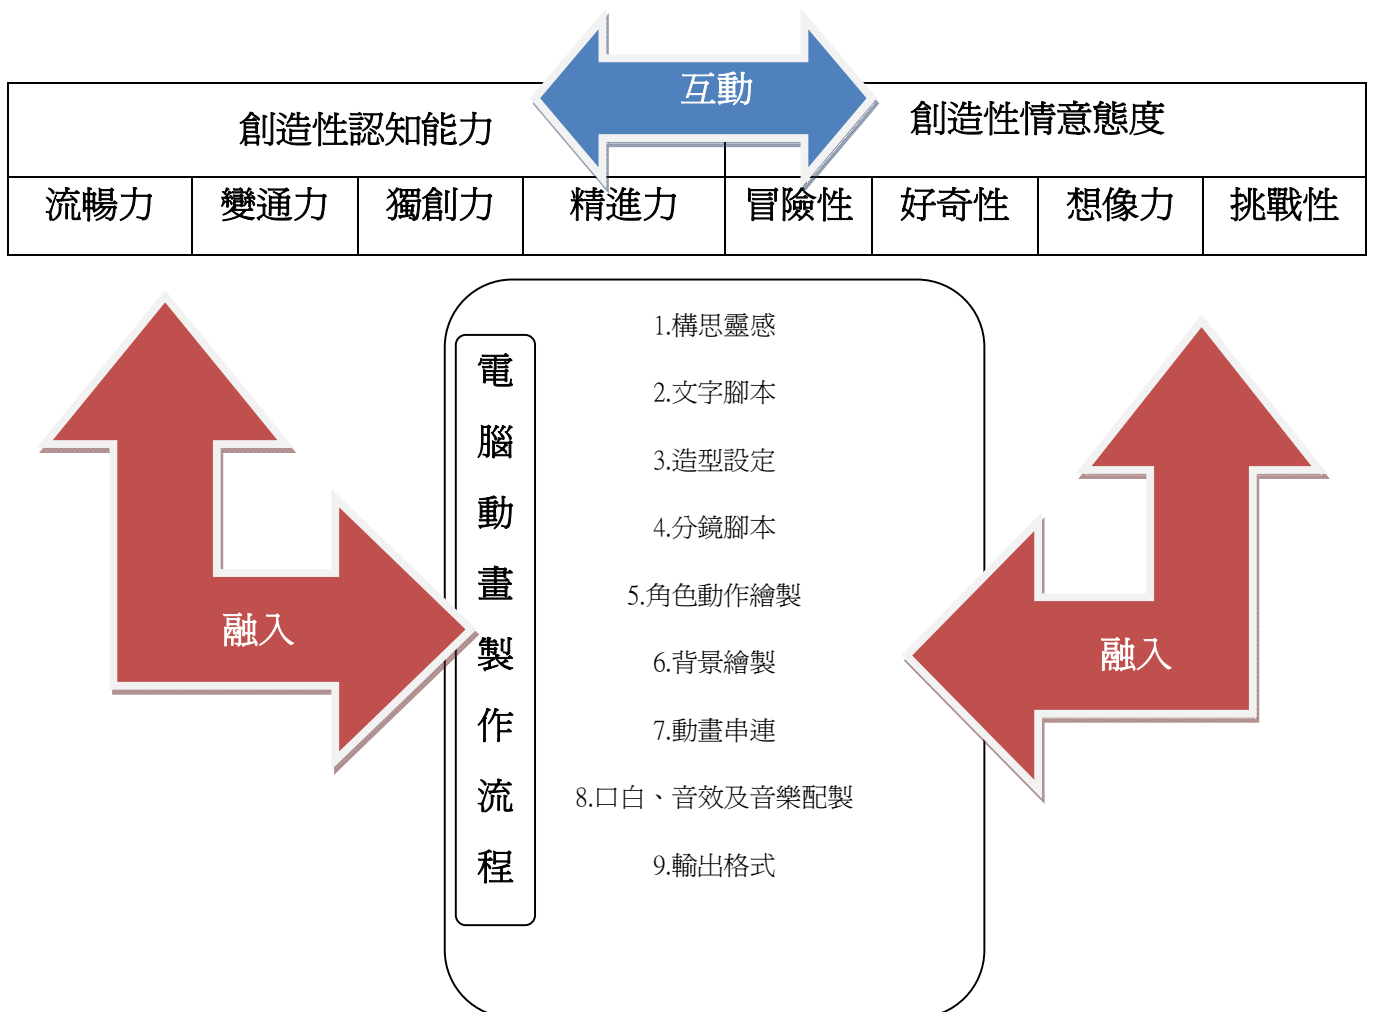 互動
創造性認知能力
創造性情意態度
流暢力
變通力
獨創力
精進力
冒險性
好奇性
想像力
挑戰性
電腦動畫製作流程
1.構思靈感
2.文字腳本
3.造型設定
4.分鏡腳本
5.角色動作繪製
6.背景繪製
7.動畫串連
8.口白、音效及音樂配製
9.輸出格式
融入
融入